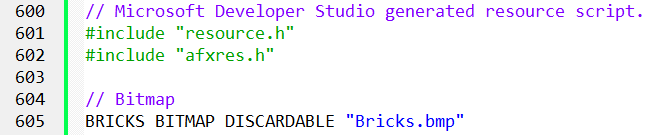 600 // Microsoft Developer Studio generated resource script.
601 #include "resource.h"
602 #include "afxres.h"
603
604 // Bitmap
605 BRICKS BITMAP DISCARDABLE "Bricks.bmp"